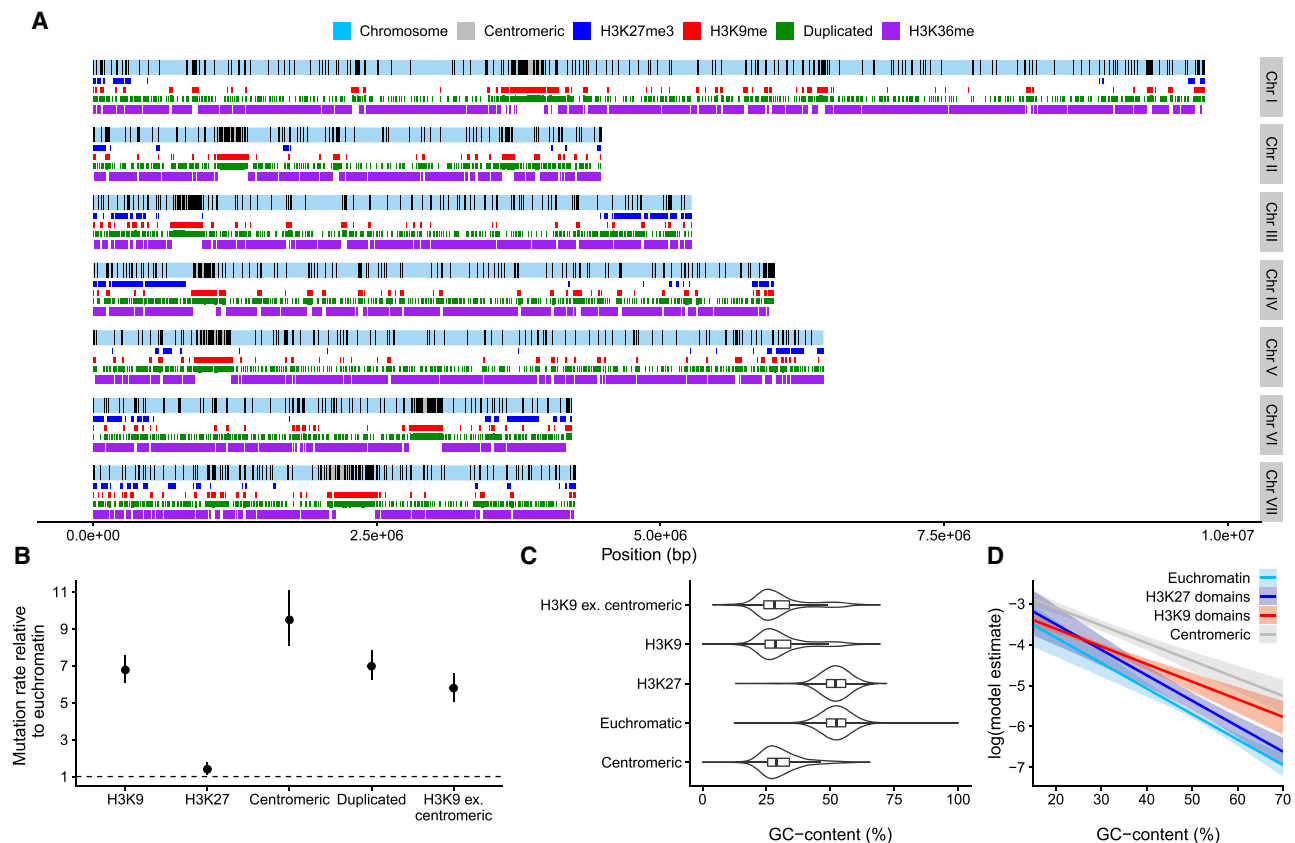 A
Chromosome Centromeric H3K27me3 H3K9me Duplicated H3K36me
Chr I
Chr II
Chr III
Chr IV
Chr V
Chr VI
Chr VII
0.0e+00 2.5e+06 5.0e+06 7.5e+06 1.0e+07
Position (bp)
B
Mutation rate relative
to euchromatin
11
9
7
5
3
1
H3K9 H3K27 Centromeric Duplicated H3K9 ex.
centromeric
C
H3K9 ex. centromeric
H3K9
H3K27
Euchromatic
Centromeric
0 25 50 75 100
GC−content (%)
D
Euchromatin
H3K27 domains
H3K9 domains
Centromeric
log(model estimate)
−3
−4
−5
−6
−7
20 30 40 50 60 70
GC−content (%)